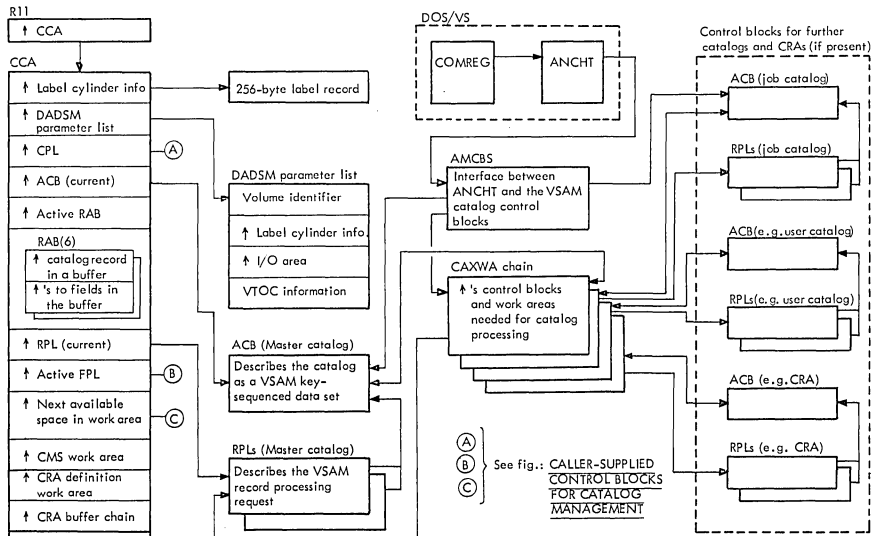 R11
↑ CCA
CCA
↑ Label cylinder info
↑ DADSM
parameter list
↑ CPL
A
↑ ACB (current)
↑ Active RAB
RAB(6)
↑ catalog record
in a buffer
↑'s to fields in
the buffer
↑ RPL (current)
↑ Active FPL
B
↑ Next available
space in work area
C
↑ CMS work area
↑ CRA definition
work area
↑ CRA buffer chain
256-byte label record
DADSM parameter list
Volume identifier
↑ Label cylinder info.
↑ I/O area
VTOC information
ACB (Master catalog)
Describes the catalog
as a VSAM key-
sequenced data set
RPLs (Master catalog)
Describes the VSAM
record processing
request
DOS/VS
COMREG
ANCHT
AMCBS
Interface between
ANCHT and the VSAM
catalog control
blocks
CAXWA chain
↑'s control blocks
and work areas
needed for catalog
processing
A
B
C
See fig.: CALLER-SUPPLIED
CONTROL BLOCKS
FOR CATALOG
MANAGEMENT
Control blocks for further
catalogs and CRAs (if present)
ACB (job catalog)
RPLs (job catalog)
ACB(e.g.user catalog)
RPLs(e.g. user catalog)
ACB (e.g.CRA)
RPLs (e.g. CRA)